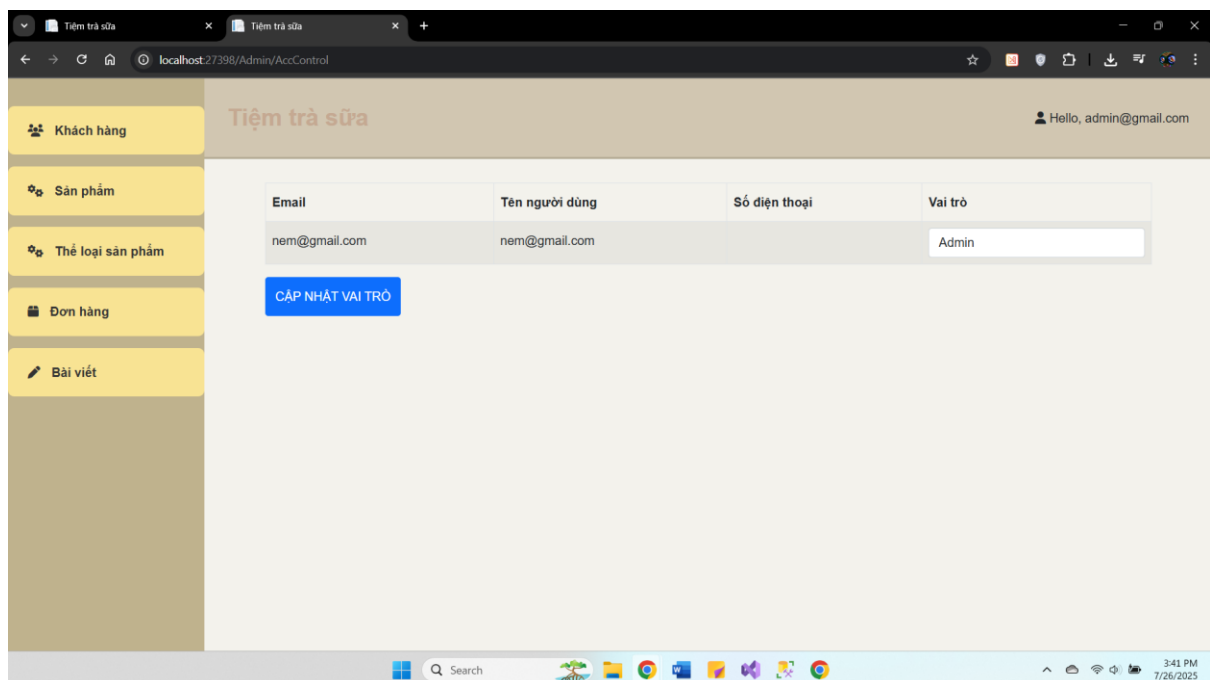 Tiệm trà sữa
Tiệm trà sữa
localhost:27398/Admin/AccControl
Tiệm trà sữa
Hello, admin@gmail.com
Khách hàng
Sản phẩm
Thể loại sản phẩm
Đơn hàng
Bài viết
Email Tên người dùng Số điện thoại Vai trò
nem@gmail.com nem@gmail.com Admin
CẬP NHẬT VAI TRÒ
Search
3:41 PM
7/26/2025